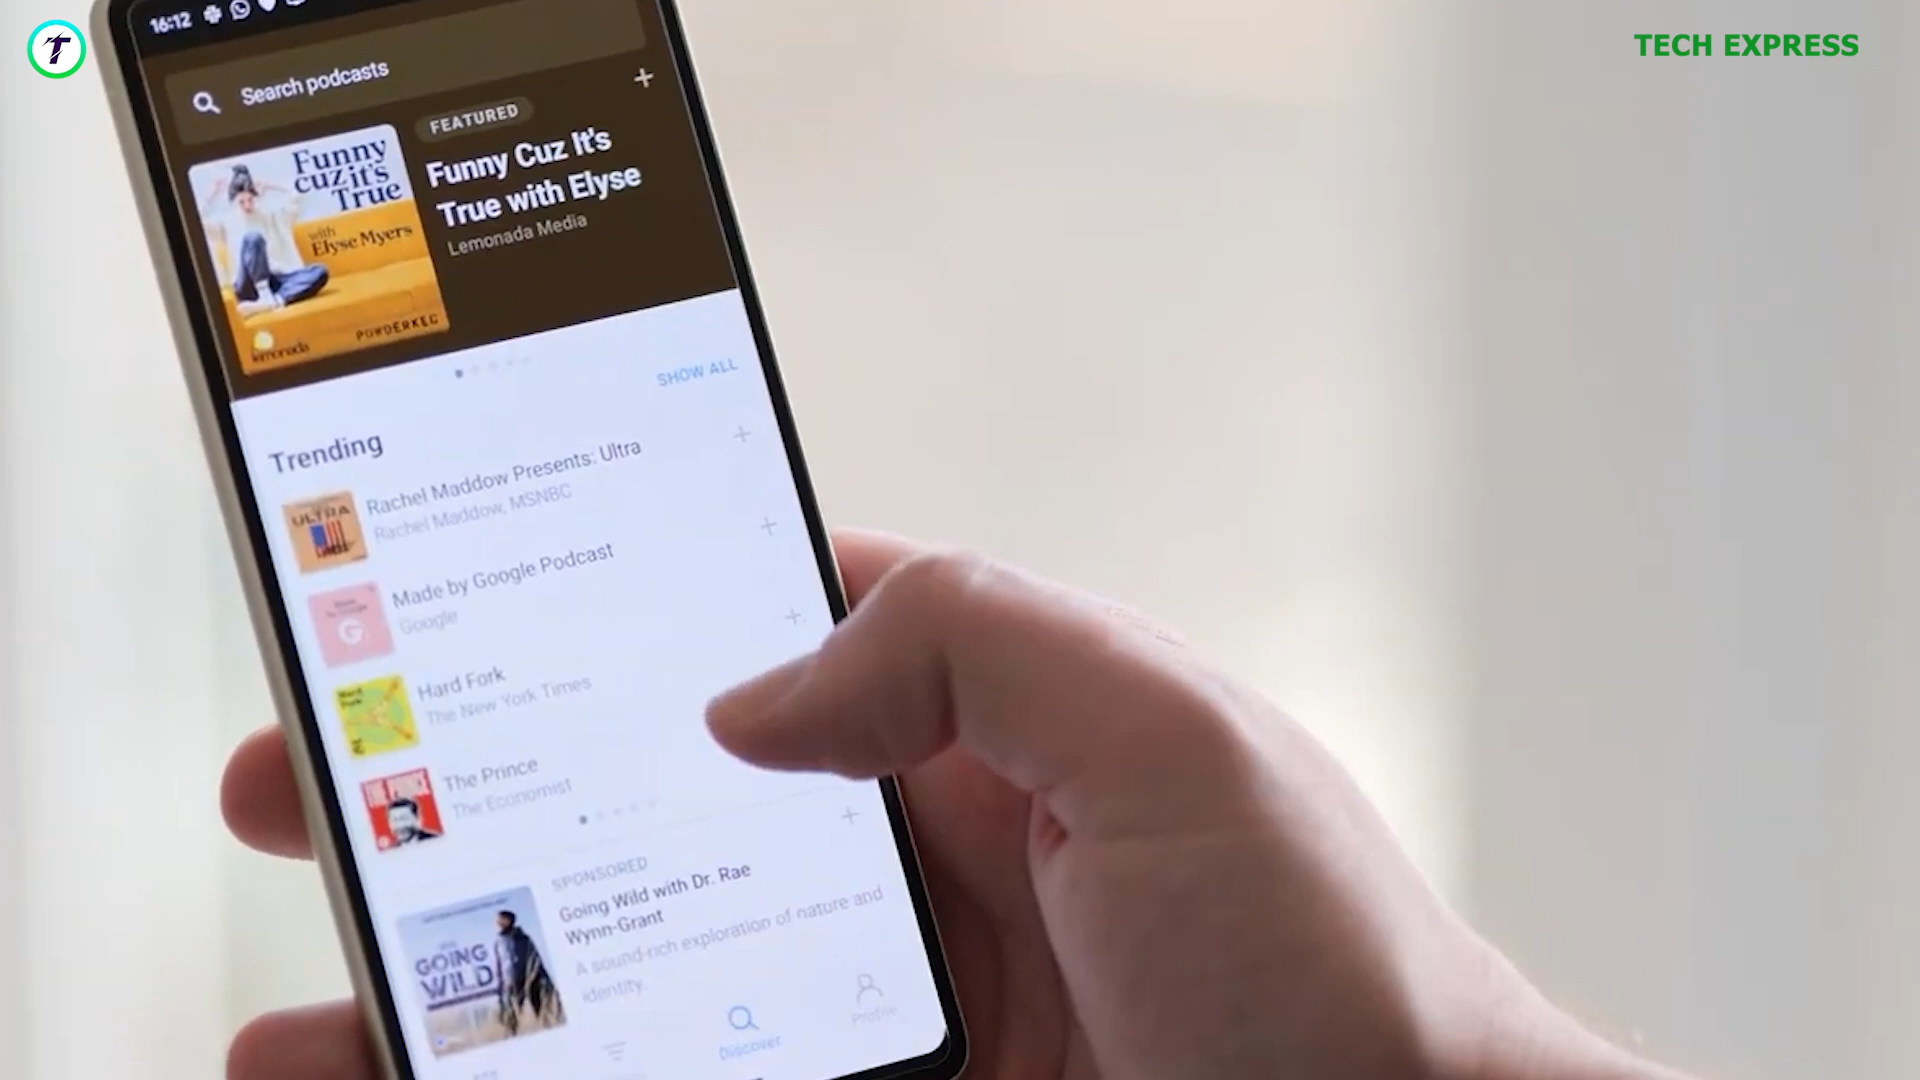 T
TECH EXPRESS
16:12
Search podcasts
FEATURED
Funny Cuz It's
True with Elyse
Lemonada Media
Funny
cuz it's
True
with
Elyse Myers
POWDERKEG
lemonada
SHOW ALL
Trending
ULTRA
Rachel Maddow Presents: Ultra
Rachel Maddow, MSNBC
G
Made by Google Podcast
Google
Hard Fork
The New York Times
THE PRINCE
The Prince
The Economist
SPONSORED
Going Wild with Dr. Rae
Wynn-Grant
A sound-rich exploration of nature and
identity.
GOING
WILD
Discover
Profile